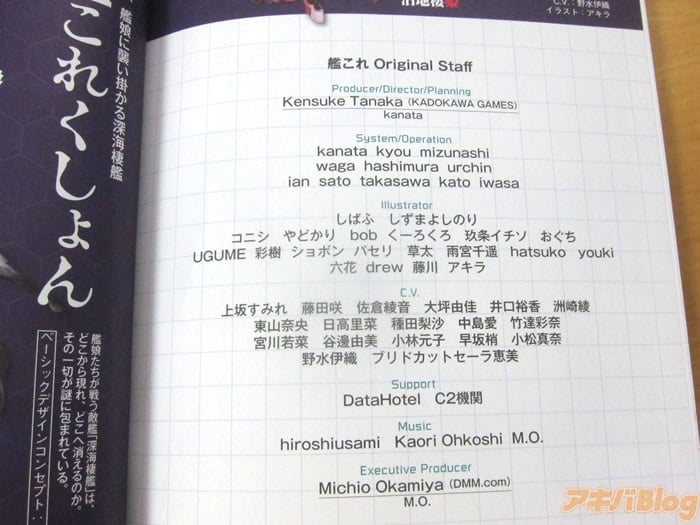 C.V.：野水伊織
イラスト：アキラ
泊地棲姫
艦娘に襲い掛かる深海棲艦
これくしょん
艦娘たちが戦う敵艦「深海棲艦」は、
どこから現れ、どこへ消えるのか。
その一切が謎に包まれている。
ベーシックデザインコンセプト：
艦これ Original Staff
Producer/Director/Planning
Kensuke Tanaka (KADOKAWA GAMES)
kanata
System/Operation
kanata kyou mizunashi
waga hashimura urchin
ian sato takasawa kato iwasa
Illustrator
しばふ しずまよしのり
コニシ やどかり bob くーろくろ 玖条イチソ おぐち
UGUME 彩樹 ショボン パセリ 草太 雨宮千遥 hatsuko youki
六花 drew 藤川 アキラ
C.V.
上坂すみれ 藤田咲 佐倉綾音 大坪由佳 井口裕香 洲崎綾
東山奈央 日高里菜 種田梨沙 中島愛 竹達彩奈
宮川若菜 谷邊由美 小林元子 早坂梢 小松真奈
野水伊織 ブリドカットセーラ恵美
Support
DataHotel C2機関
Music
hiroshiusami Kaori Ohkoshi M.O.
Executive Producer
Michio Okamiya (DMM.com)
M.O.
アキバBlog